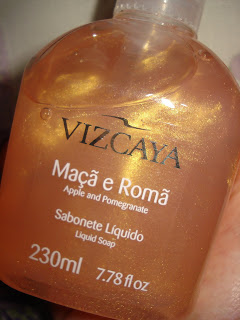 VIZCAYA
Maçã e Romã
Apple and Pomegranate
Sabonete Líquido
Liquid Soap
230ml 7.78 fl oz